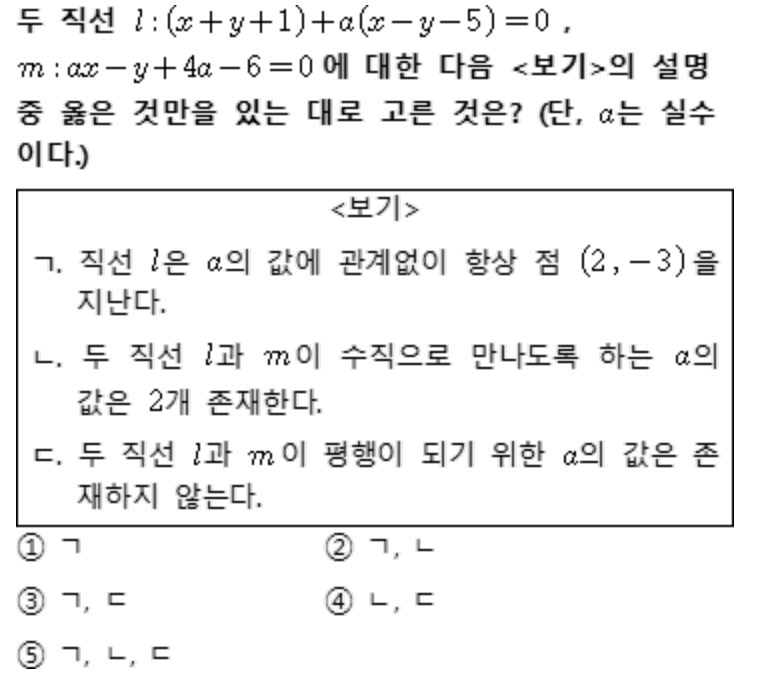 두 직선 l:(x+y+1)+a(x−y−5)=0 ,
m:ax−y+4a−6=0에 대한 다음 <보기>의 설명
중 옳은 것만을 있는 대로 고른 것은? (단, a는 실수
이다.)
<보기>
ㄱ. 직선 l은 a의 값에 관계없이 항상 점 (2,−3)을
지난다.
ㄴ. 두 직선 l과 m이 수직으로 만나도록 하는 a의
값은 2개 존재한다.
ㄷ. 두 직선 l과 m이 평행이 되기 위한 a의 값은 존
재하지 않는다.
① ㄱ ② ㄱ, ㄴ
③ ㄱ, ㄷ ④ ㄴ, ㄷ
⑤ ㄱ, ㄴ, ㄷ